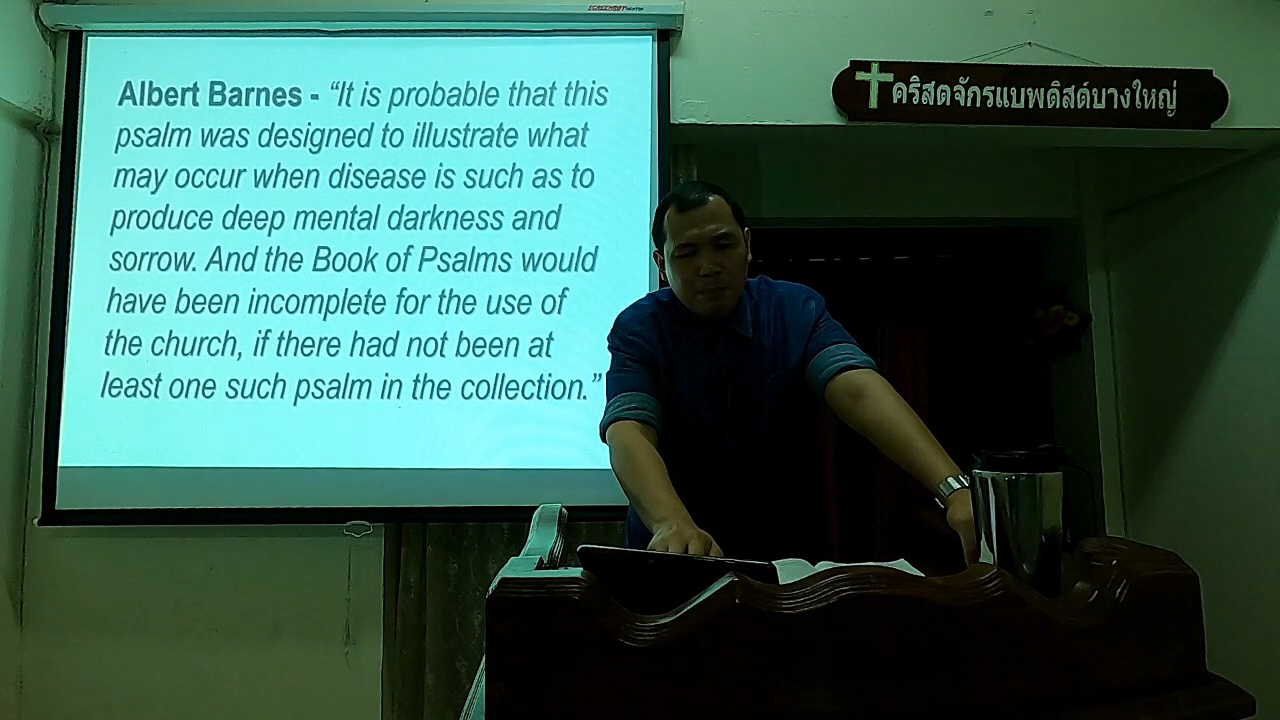 Albert Barnes - “It is probable that this
psalm was designed to illustrate what
may occur when disease is such as to
produce deep mental darkness and
sorrow. And the Book of Psalms would
have been incomplete for the use of
the church, if there had not been at
least one such psalm in the collection.”
คริสตจักรแบพติสต์บางใหญ่